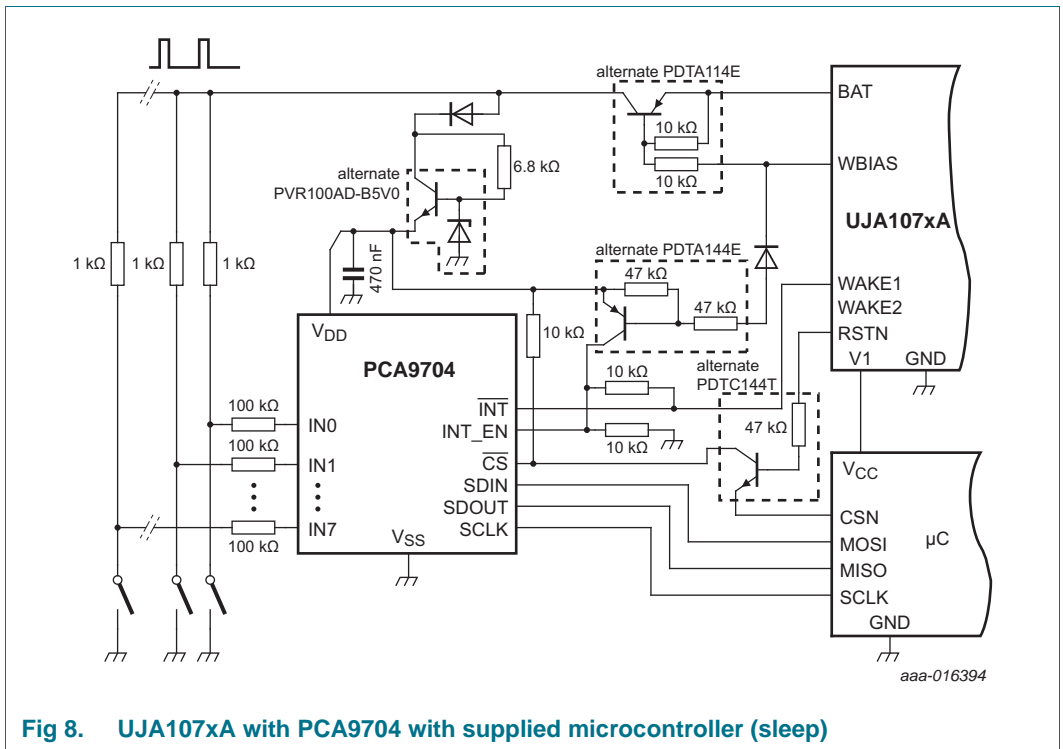 alternate PDTA114E
BAT
10 kΩ
10 kΩ
WBIAS
6.8 kΩ
alternate
PVR100AD-B5V0
UJA107xA
alternate PDTA144E
47 kΩ
47 kΩ
1 kΩ
1 kΩ
1 kΩ
470 nF
WAKE1
WAKE2
RSTN
V1
GND
VDD
10 kΩ
PCA9704
alternate
PDTC144T
10 kΩ
47 kΩ
100 kΩ
IN0
INT
INT_EN
10 kΩ
100 kΩ
IN1
CS
VCC
SDIN
SDOUT
SCLK
CSN
MOSI
MISO
SCLK
µC
IN7
100 kΩ
VSS
GND
aaa-016394
Fig 8. UJA107xA with PCA9704 with supplied microcontroller (sleep)